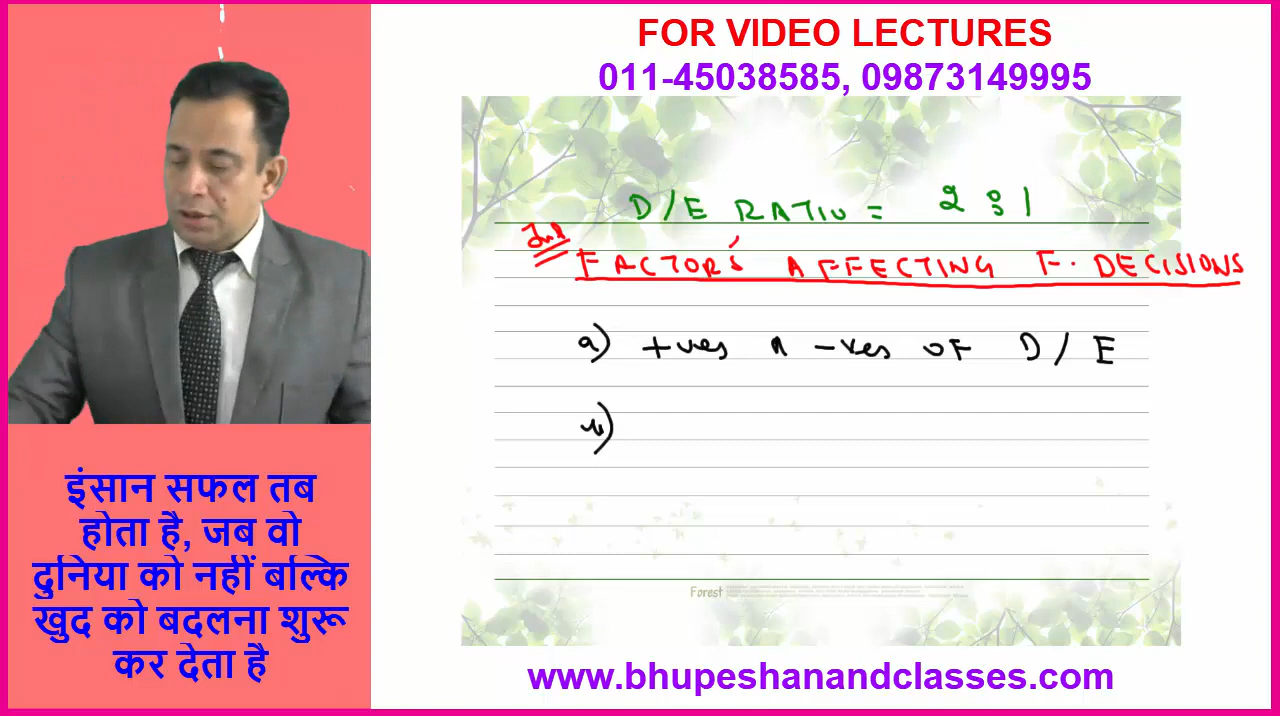 FOR VIDEO LECTURES
011-45038585, 09873149995
D/E RATIO = 2:1
FACTOR'S AFFECTING F. DECISIONS
a) +ves & -ves OF D/E
b)
Forest
इंसान सफल तब
होता है, जब वो
दुनिया को नहीं बल्कि
खुद को बदलना शुरू
कर देता है
www.bhupeshanandclasses.com